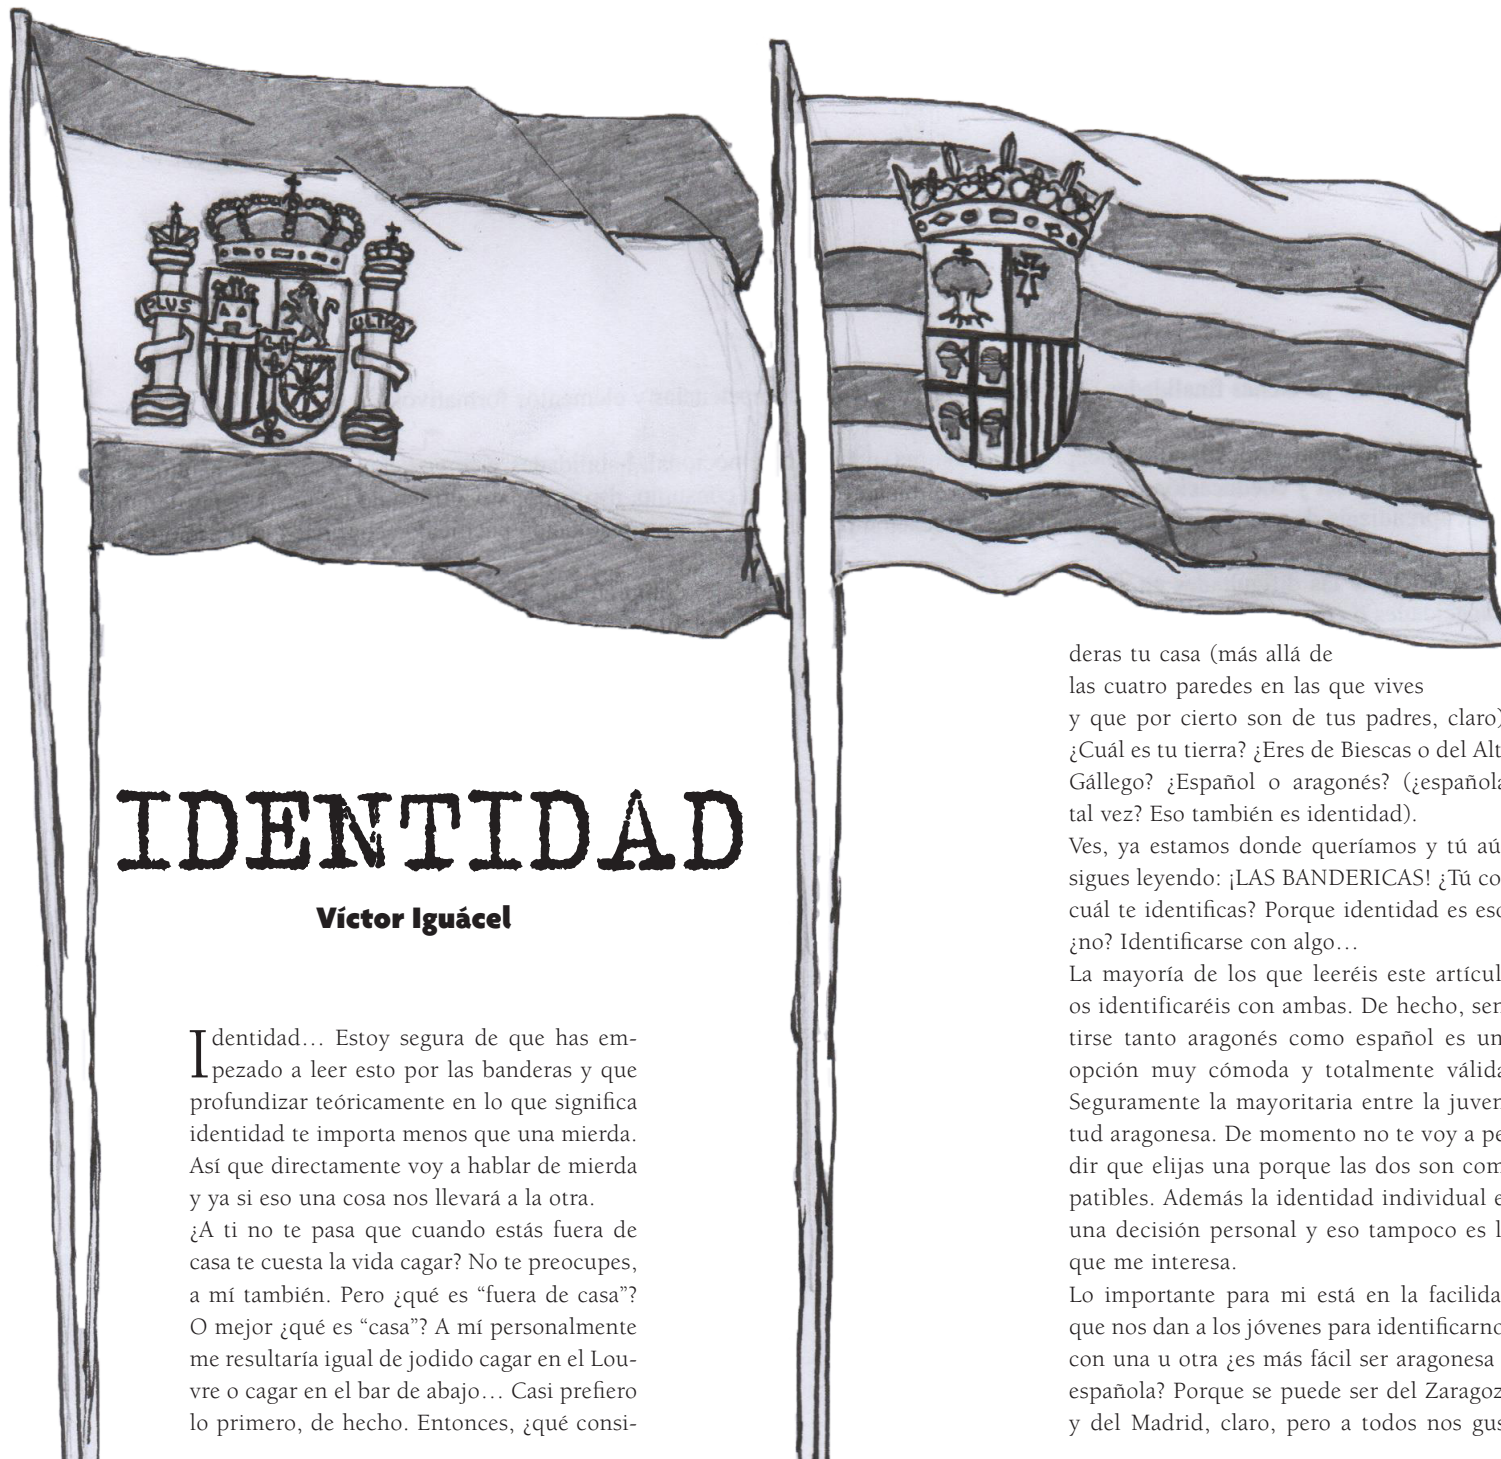 PLUS
ULTRA
IDENTIDAD
Víctor Iguácel
Identidad… Estoy segura de que has em-
pezado a leer esto por las banderas y que
profundizar teóricamente en lo que significa
identidad te importa menos que una mierda.
Así que directamente voy a hablar de mierda
y ya si eso una cosa nos llevará a la otra.
¿A ti no te pasa que cuando estás fuera de
casa te cuesta la vida cagar? No te preocupes,
a mí también. Pero ¿qué es “fuera de casa”?
O mejor ¿qué es “casa”? A mí personalmente
me resultaría igual de jodido cagar en el Lou-
vre o cagar en el bar de abajo… Casi prefiero
lo primero, de hecho. Entonces, ¿qué consi-
deras tu casa (más allá de
las cuatro paredes en las que vives
y que por cierto son de tus padres, claro)
¿Cuál es tu tierra? ¿Eres de Biescas o del Alt
Gállego? ¿Español o aragonés? (¿española
tal vez? Eso también es identidad).
Ves, ya estamos donde queríamos y tú aú
sigues leyendo: ¡LAS BANDERICAS! ¿Tú co
cuál te identificas? Porque identidad es eso
¿no? Identificarse con algo…
La mayoría de los que leeréis este artícul
os identificaréis con ambas. De hecho, sen
tirse tanto aragonés como español es un
opción muy cómoda y totalmente válida
Seguramente la mayoritaria entre la juven
tud aragonesa. De momento no te voy a pe
dir que elijas una porque las dos son com
patibles. Además la identidad individual e
una decisión personal y eso tampoco es l
que me interesa.
Lo importante para mi está en la facilida
que nos dan a los jóvenes para identificarno
con una u otra ¿es más fácil ser aragonesa
española? Porque se puede ser del Zaragoz
y del Madrid, claro, pero a todos nos gus